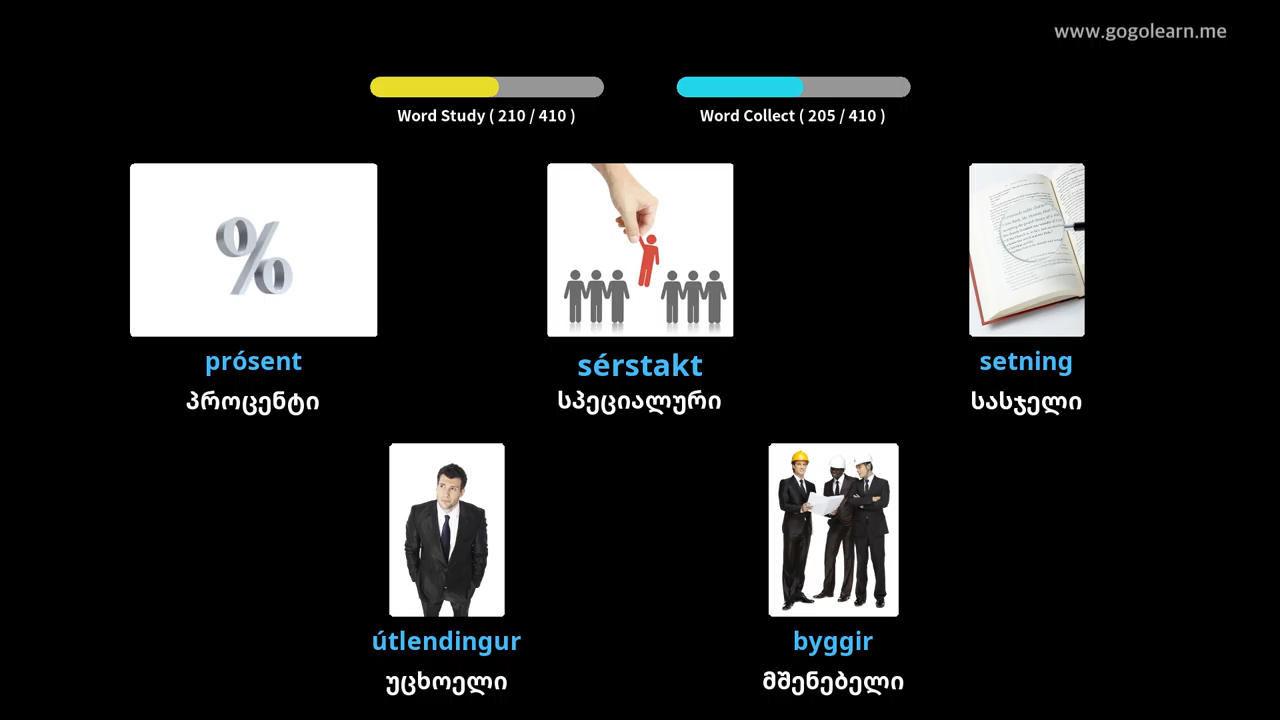 www.gogolearn.me
Word Study ( 210 / 410 )
Word Collect ( 205 / 410 )
prósent
პროცენტი
sérstakt
სპეციალური
setning
სასჯელი
útlendingur
უცხოელი
byggir
მშენებელი